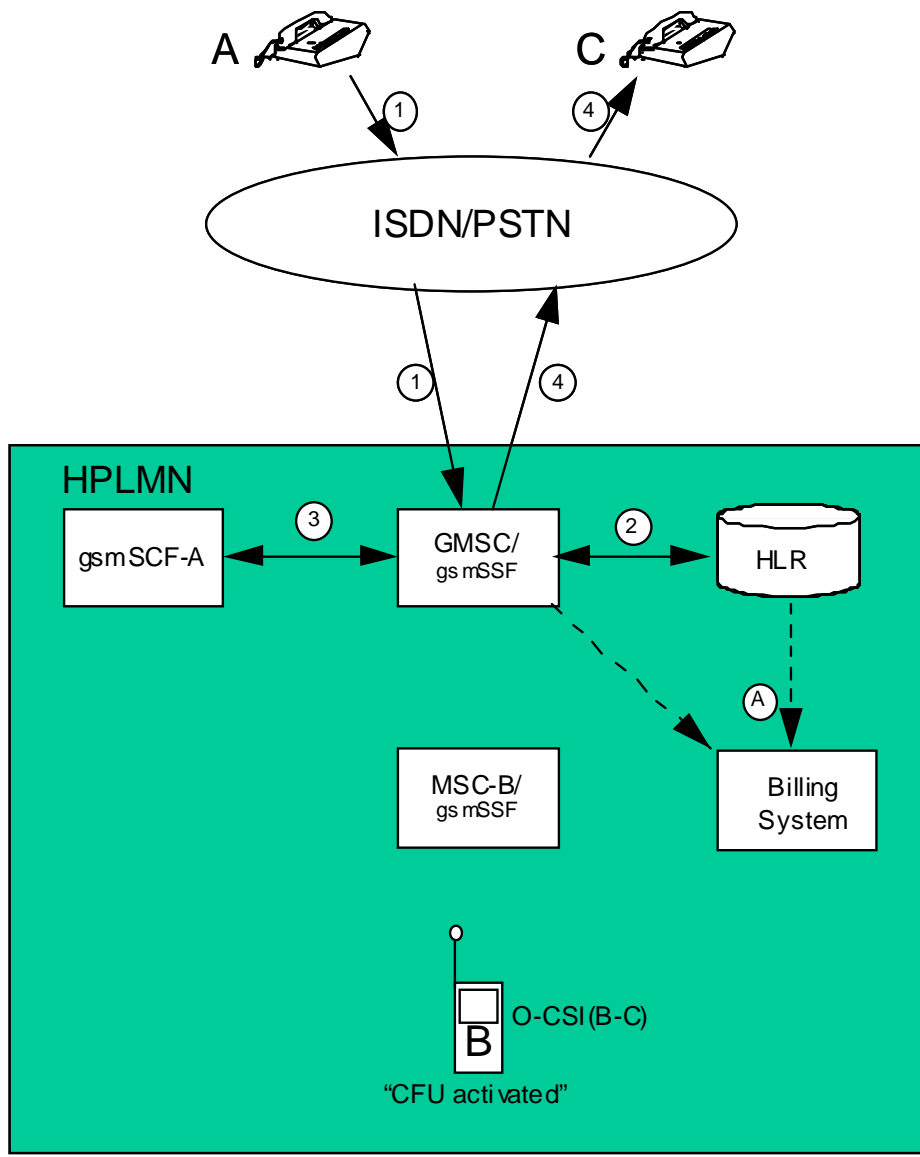 A
C
1
4
ISDN/PSTN
1
4
HPLMN
gsmSCF-A
3
GMSC/
gsmSSF
2
HLR
A
MSC-B/
gsmSSF
Billing
System
O-CSI(B-C)
B
“CFU activated”